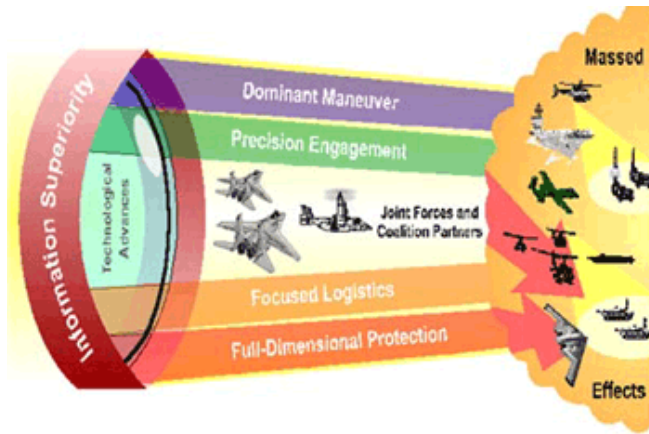 Information Superiority
Technological
Advances
Dominant Maneuver
Precision Engagement
Joint Forces and
Coalition Partners
Focused Logistics
Full-Dimensional Protection
Massed
Effects